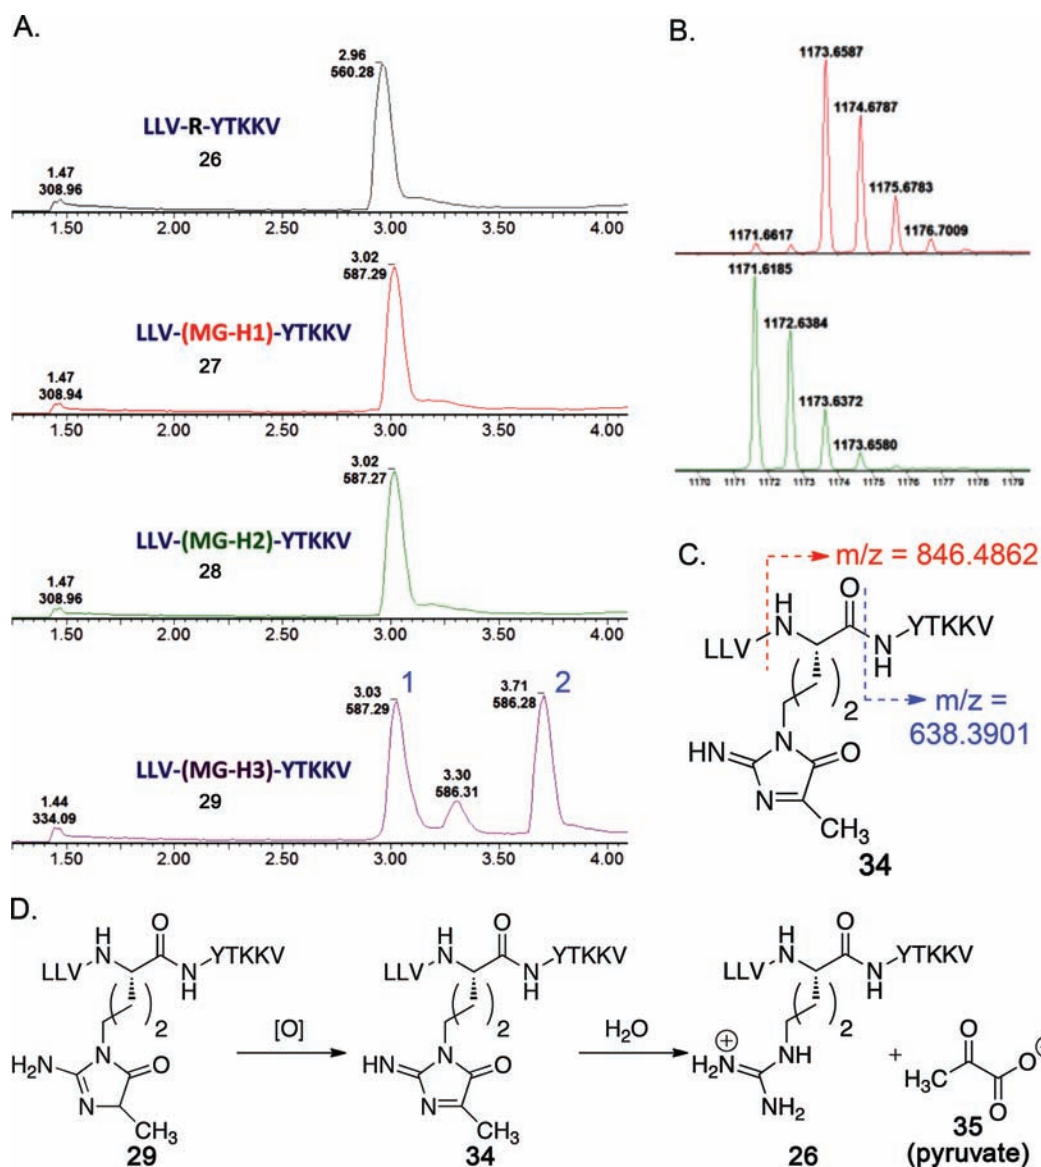 A.
2.96
560.28
LLV-R-YTKKV
26
1.47
308.96
1.50 2.00 2.50 3.00 3.50 4.00
3.02
587.29
LLV-(MG-H1)-YTKKV
27
1.47
308.94
1.50 2.00 2.50 3.00 3.50 4.00
3.02
587.27
LLV-(MG-H2)-YTKKV
28
1.47
308.96
1.50 2.00 2.50 3.00 3.50 4.00
3.03
587.29
1
3.71
586.28
2
LLV-(MG-H3)-YTKKV
29
3.30
586.31
1.44
334.09
1.50 2.00 2.50 3.00 3.50 4.00
B.
1173.6587
1174.6787
1175.6783
1171.6617
1176.7009
1171.6185
1172.6384
1173.6372
1173.6580
1170 1171 1172 1173 1174 1175 1176 1177 1178 1179
C.
m/z = 846.4862
H
N
O
LLV
N
H
YTKKV
2
m/z =
638.3901
N
HN
O
N
CH3
34
D.
H
N
O
LLV
N
H
YTKKV
2
N
H2N
O
N
CH3
29
[O]
H
N
O
LLV
N
H
YTKKV
2
N
HN
O
N
CH3
34
H2O
H
N
O
LLV
N
H
YTKKV
2
⊕
H2N
NH
NH2
26
+
O
H3C
O
⊖
O
35
(pyruvate)